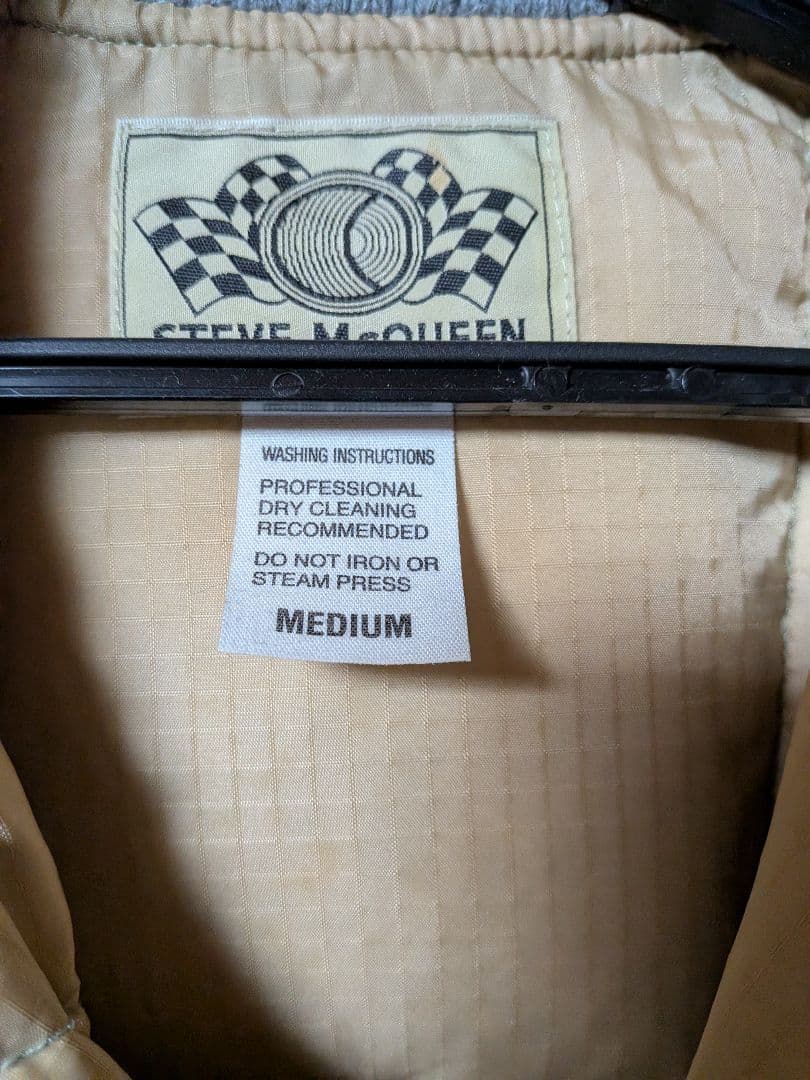 STEVE McQUEEN
WASHING INSTRUCTIONS
PROFESSIONAL
DRY CLEANING
RECOMMENDED
DO NOT IRON OR
STEAM PRESS
MEDIUM